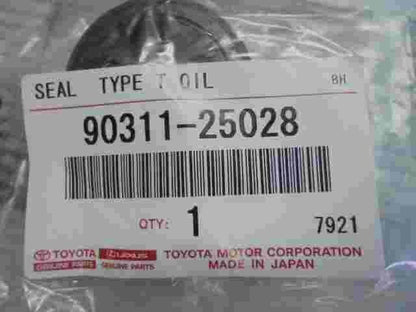 SEAL TYPE T OIL BH
90311-25028
QTY: 1 7921
TOYOTA LEXUS TOYOTA MOTOR CORPORATION
GENUINE PARTS GENUINE PARTS MADE IN JAPAN